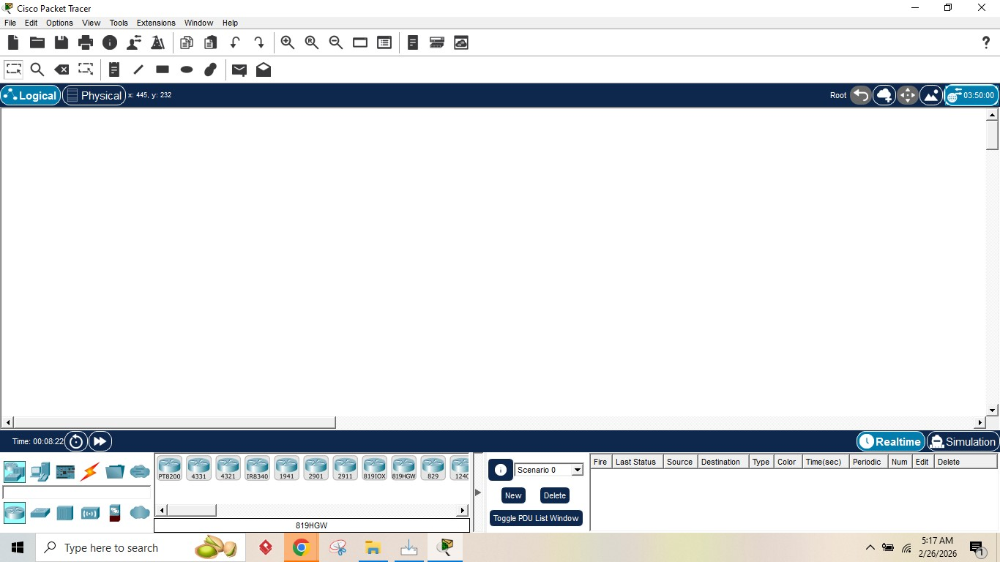 Cisco Packet Tracer
File Edit Options View Tools Extensions Window Help
Logical Physical x: 445, y: 232 Root 03:50:00
Time: 00:08:22 Realtime Simulation
PT8200 4331 4321 IR8340 1941 2901 2911 819IOX 819HGW 829 124C
819HGW
Scenario 0
New Delete
Toggle PDU List Window
Fire Last Status Source Destination Type Color Time(sec) Periodic Num Edit Delete
Type here to search
5:17 AM
2/26/2026
1